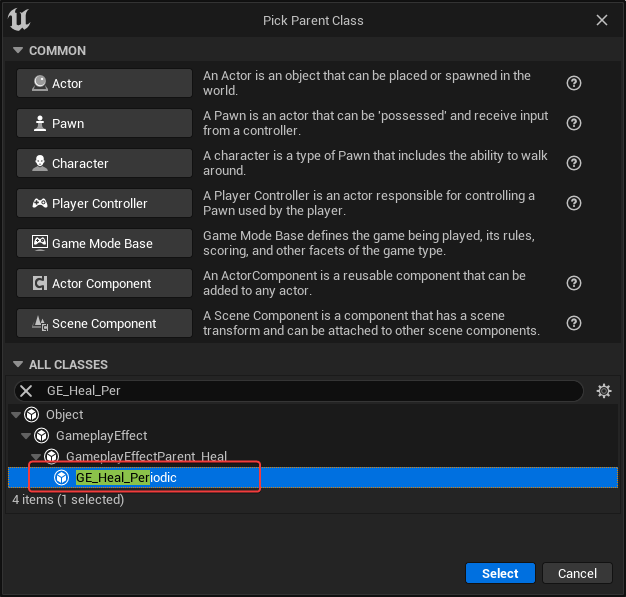 Pick Parent Class
COMMON
Actor
An Actor is an object that can be placed or spawned in the
world.
Pawn
A Pawn is an actor that can be 'possessed' and receive input
from a controller.
Character
A character is a type of Pawn that includes the ability to walk
around.
Player Controller
A Player Controller is an actor responsible for controlling a
Pawn used by the player.
Game Mode Base
Game Mode Base defines the game being played, its rules,
scoring, and other facets of the game type.
Actor Component
An ActorComponent is a reusable component that can be
added to any actor.
Scene Component
A Scene Component is a component that has a scene
transform and can be attached to other scene components.
ALL CLASSES
GE_Heal_Per
Object
GameplayEffect
GameplayEffectParent_Heal
GE_Heal_Periodic
4 items (1 selected)
Select
Cancel